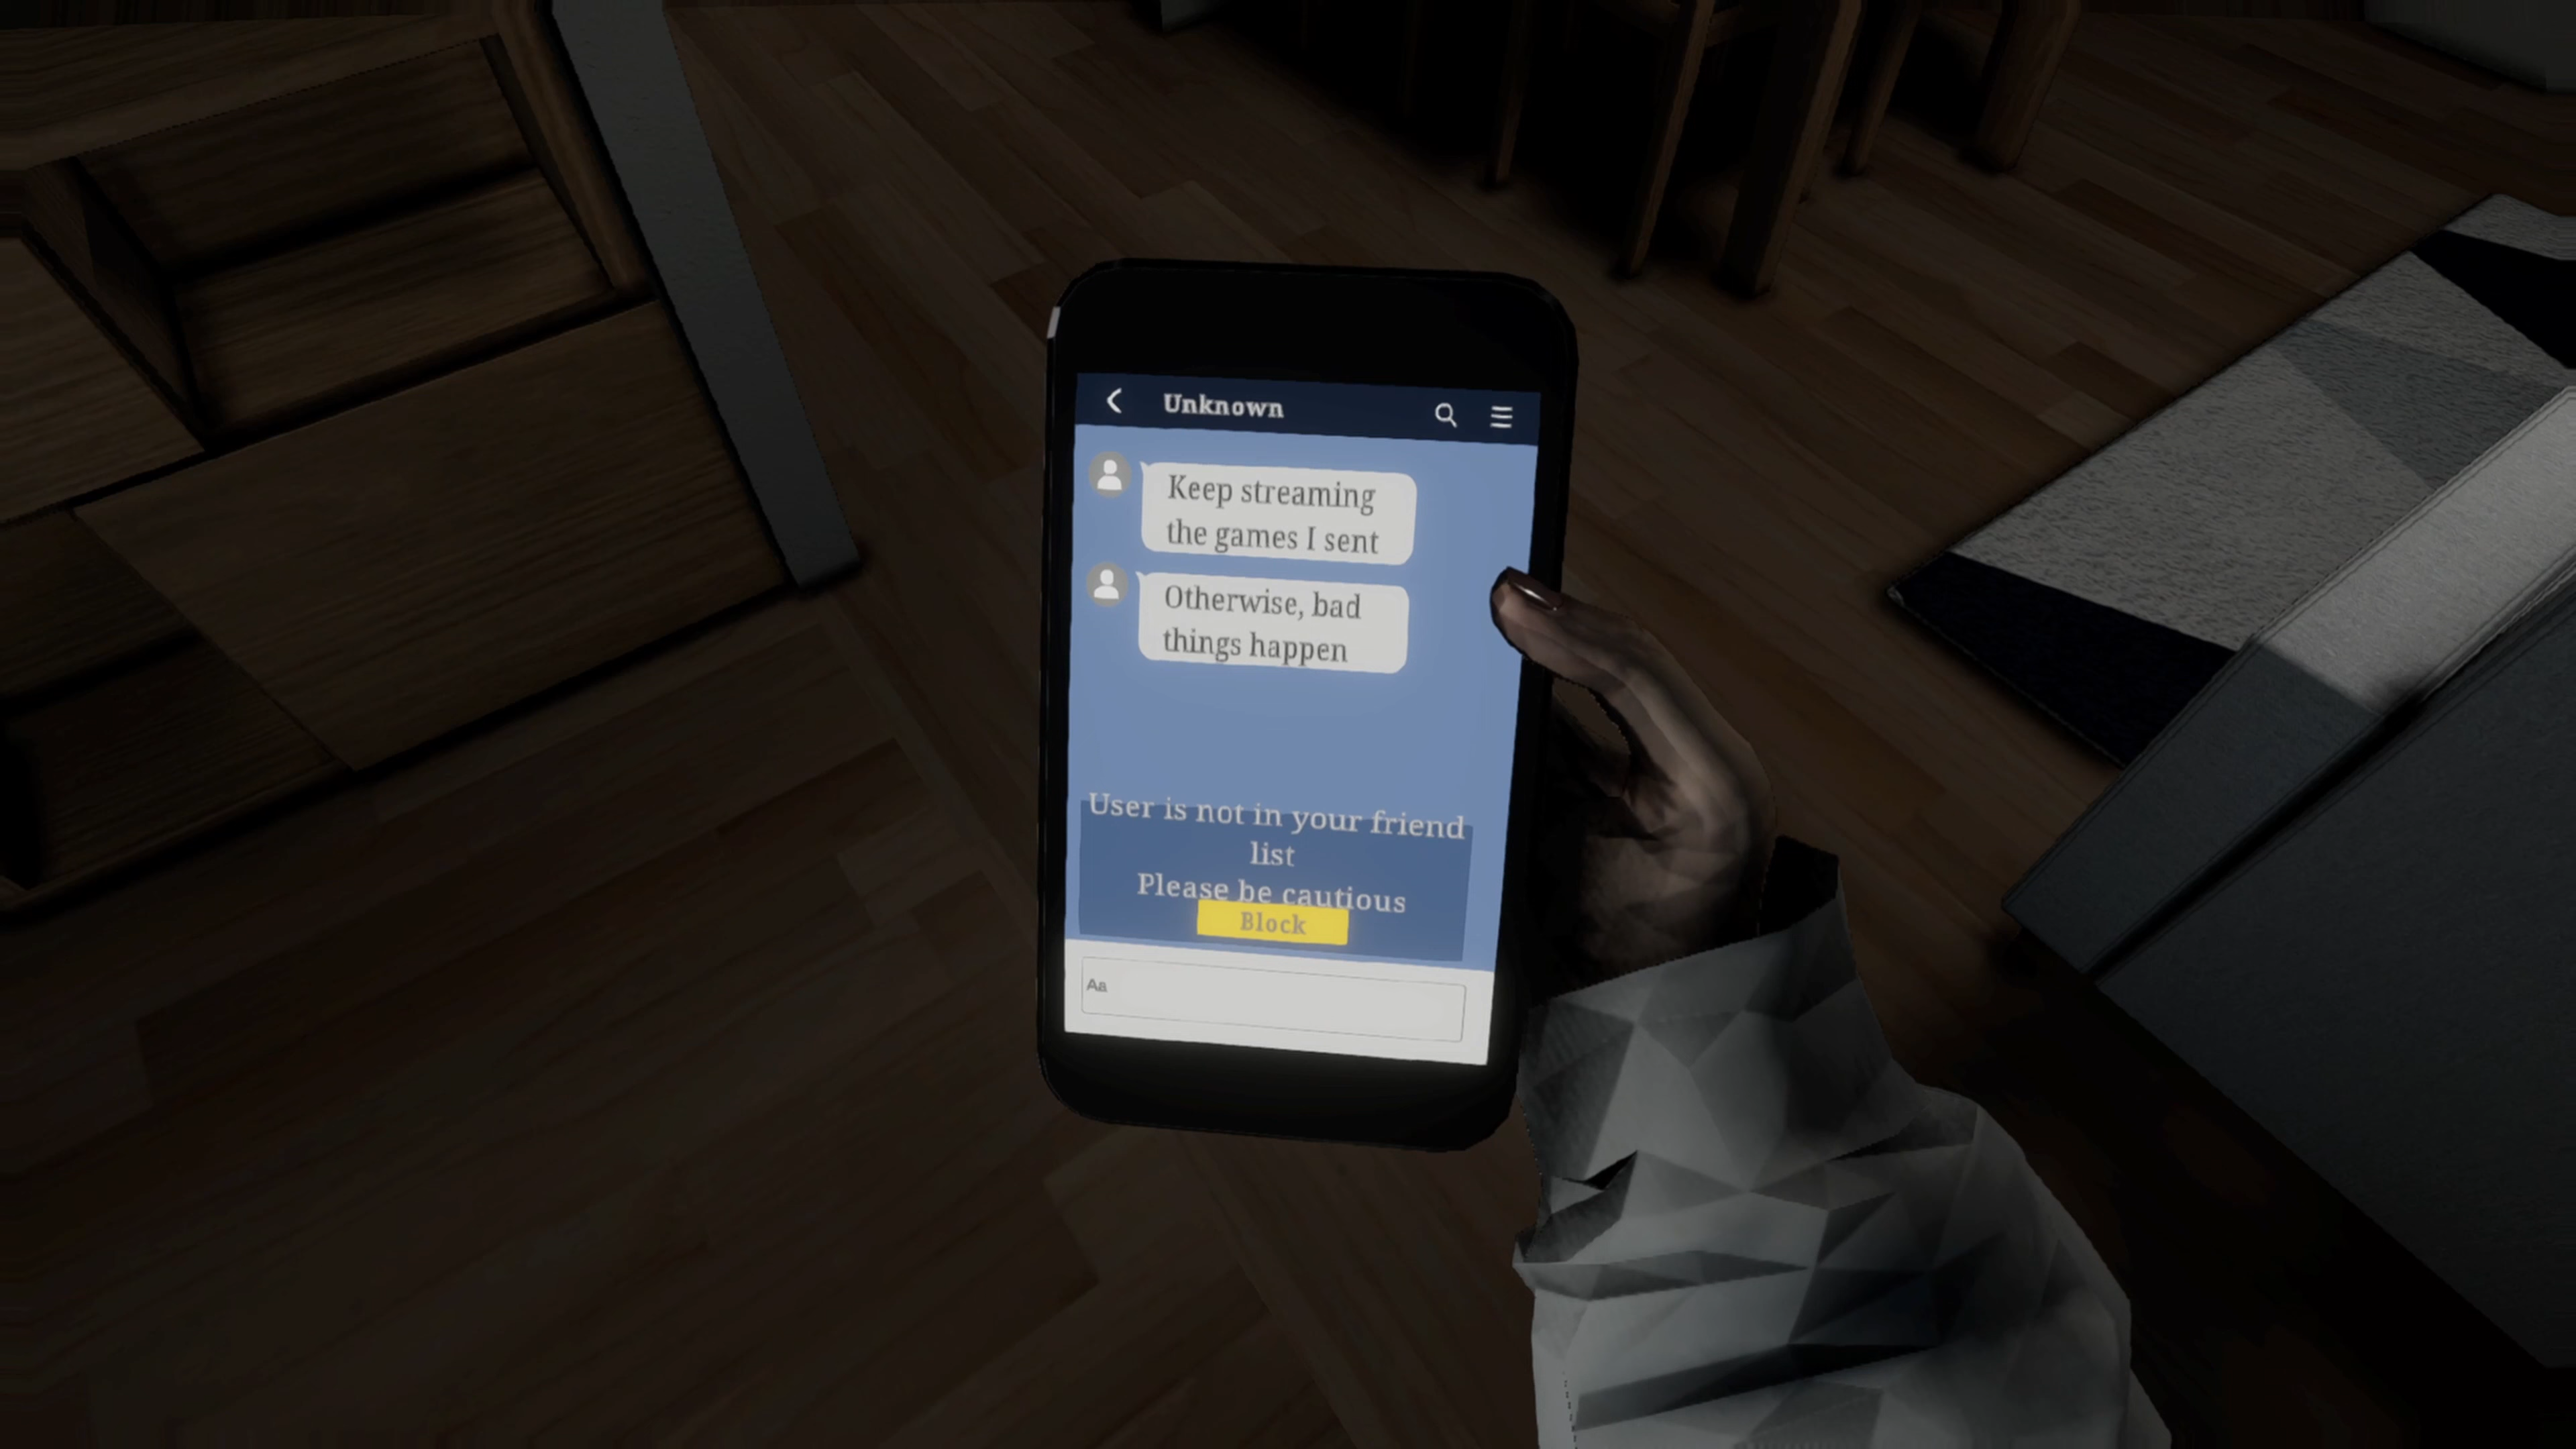 Unknown
Keep streaming
the games I sent
Otherwise, bad
things happen
User is not in your friend
list
Please be cautious
Block
Aa